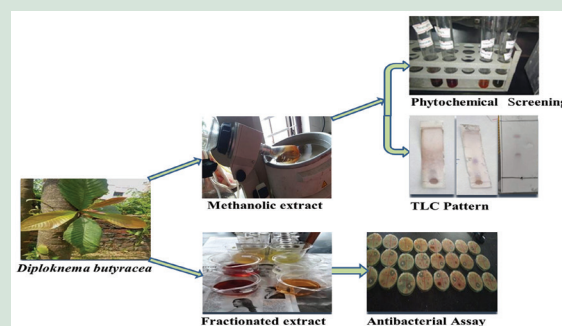 Phytochemical Screening
Methanolic extract
TLC Pattern
Diploknema butyracea
Fractionated extract
Antibacterial Assay